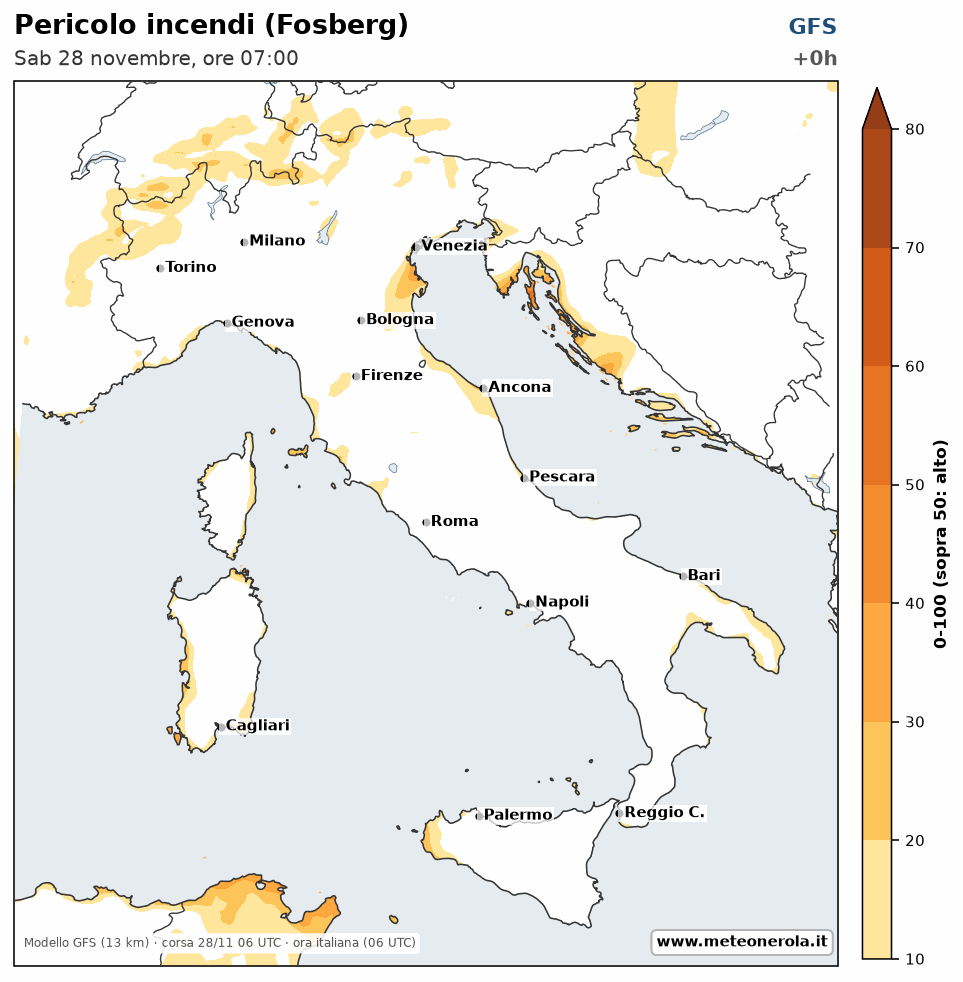 Pericolo incendi (Fosberg)
GFS
Sab 28 novembre, ore 07:00
+0h
Milano
Venezia
Torino
Genova
Bologna
Firenze
Ancona
Pescara
Roma
Bari
Napoli
Cagliari
Palermo
Reggio C.
80
70
60
50
40
30
20
10
0-100 (sopra 50: alto)
Modello GFS (13 km) · corsa 28/11 06 UTC · ora italiana (06 UTC)
www.meteonerola.it